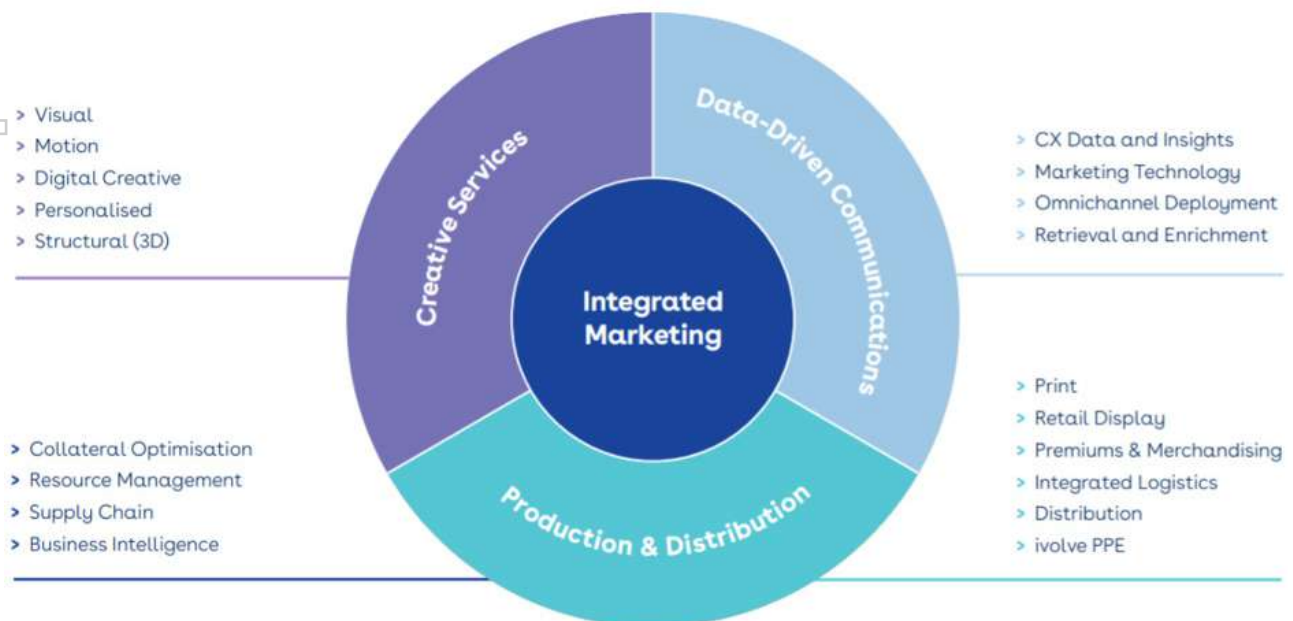 > Visual
> Motion
> Digital Creative
> Personalised
> Structural (3D)
Creative Services
Data-Driven Communications
> CX Data and Insights
> Marketing Technology
> Omnichannel Deployment
> Retrieval and Enrichment
Integrated
Marketing
> Collateral Optimisation
> Resource Management
> Supply Chain
> Business Intelligence
Production & Distribution
> Print
> Retail Display
> Premiums & Merchandising
> Integrated Logistics
> Distribution
> ivolve PPE